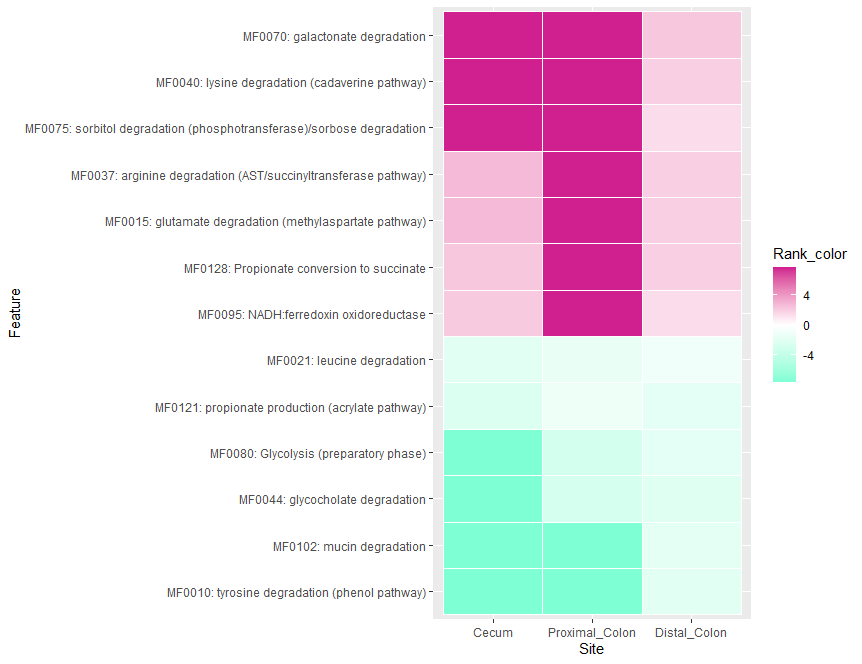 MF0070: galactonate degradation
MF0040: lysine degradation (cadaverine pathway)
MF0075: sorbitol degradation (phosphotransferase)/sorbose degradation
MF0037: arginine degradation (AST/succinyltransferase pathway)
MF0015: glutamate degradation (methylaspartate pathway)
MF0128: Propionate conversion to succinate
MF0095: NADH:ferredoxin oxidoreductase
MF0021: leucine degradation
MF0121: propionate production (acrylate pathway)
MF0080: Glycolysis (preparatory phase)
MF0044: glycocholate degradation
MF0102: mucin degradation
MF0010: tyrosine degradation (phenol pathway)
Feature
Cecum Proximal_Colon Distal_Colon
Site
Rank_color
4
0
-4